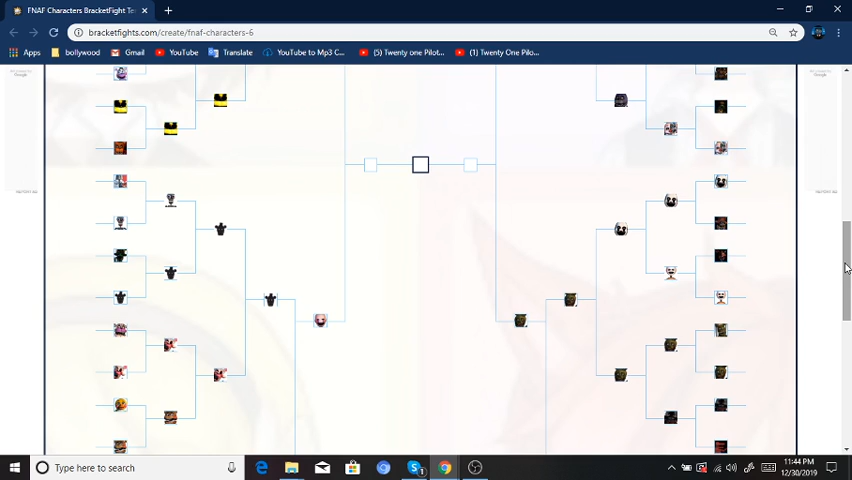 FNAF Characters BracketFight Te
bracketfights.com/create/fnaf-characters-6
Apps bollywood Gmail YouTube Translate YouTube to Mp3 C... (5) Twenty one Pilot... (1) Twenty One Pilo...
Type here to search
11:44 PM
12/30/2019